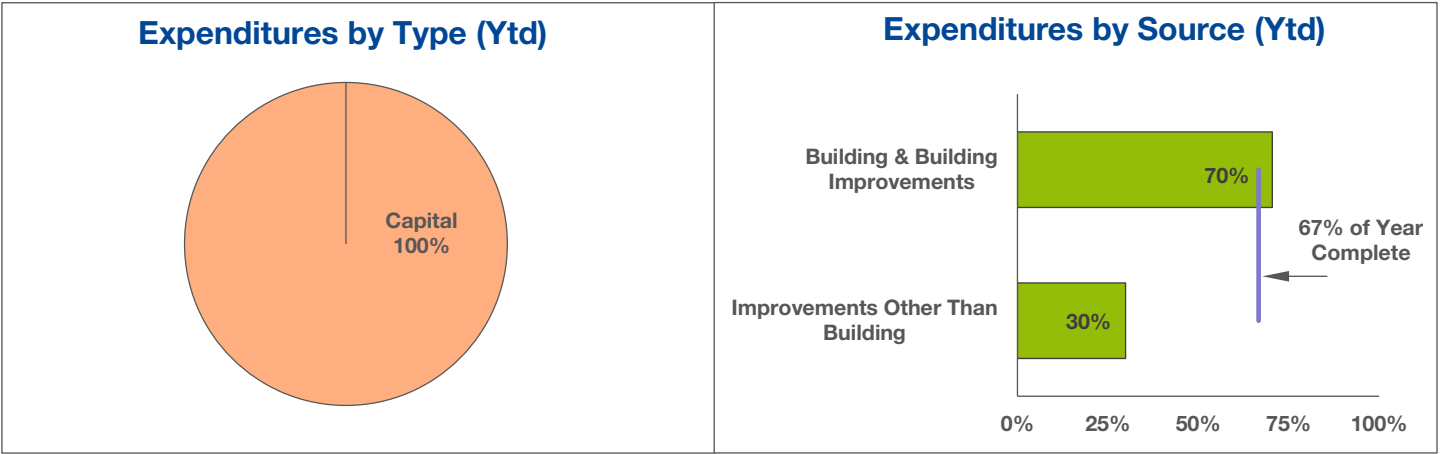 Expenditures by Type (Ytd)
Capital
100%
Expenditures by Source (Ytd)
Building & Building
Improvements
70%
67% of Year
Complete
Improvements Other Than
Building
30%
0% 25% 50% 75% 100%